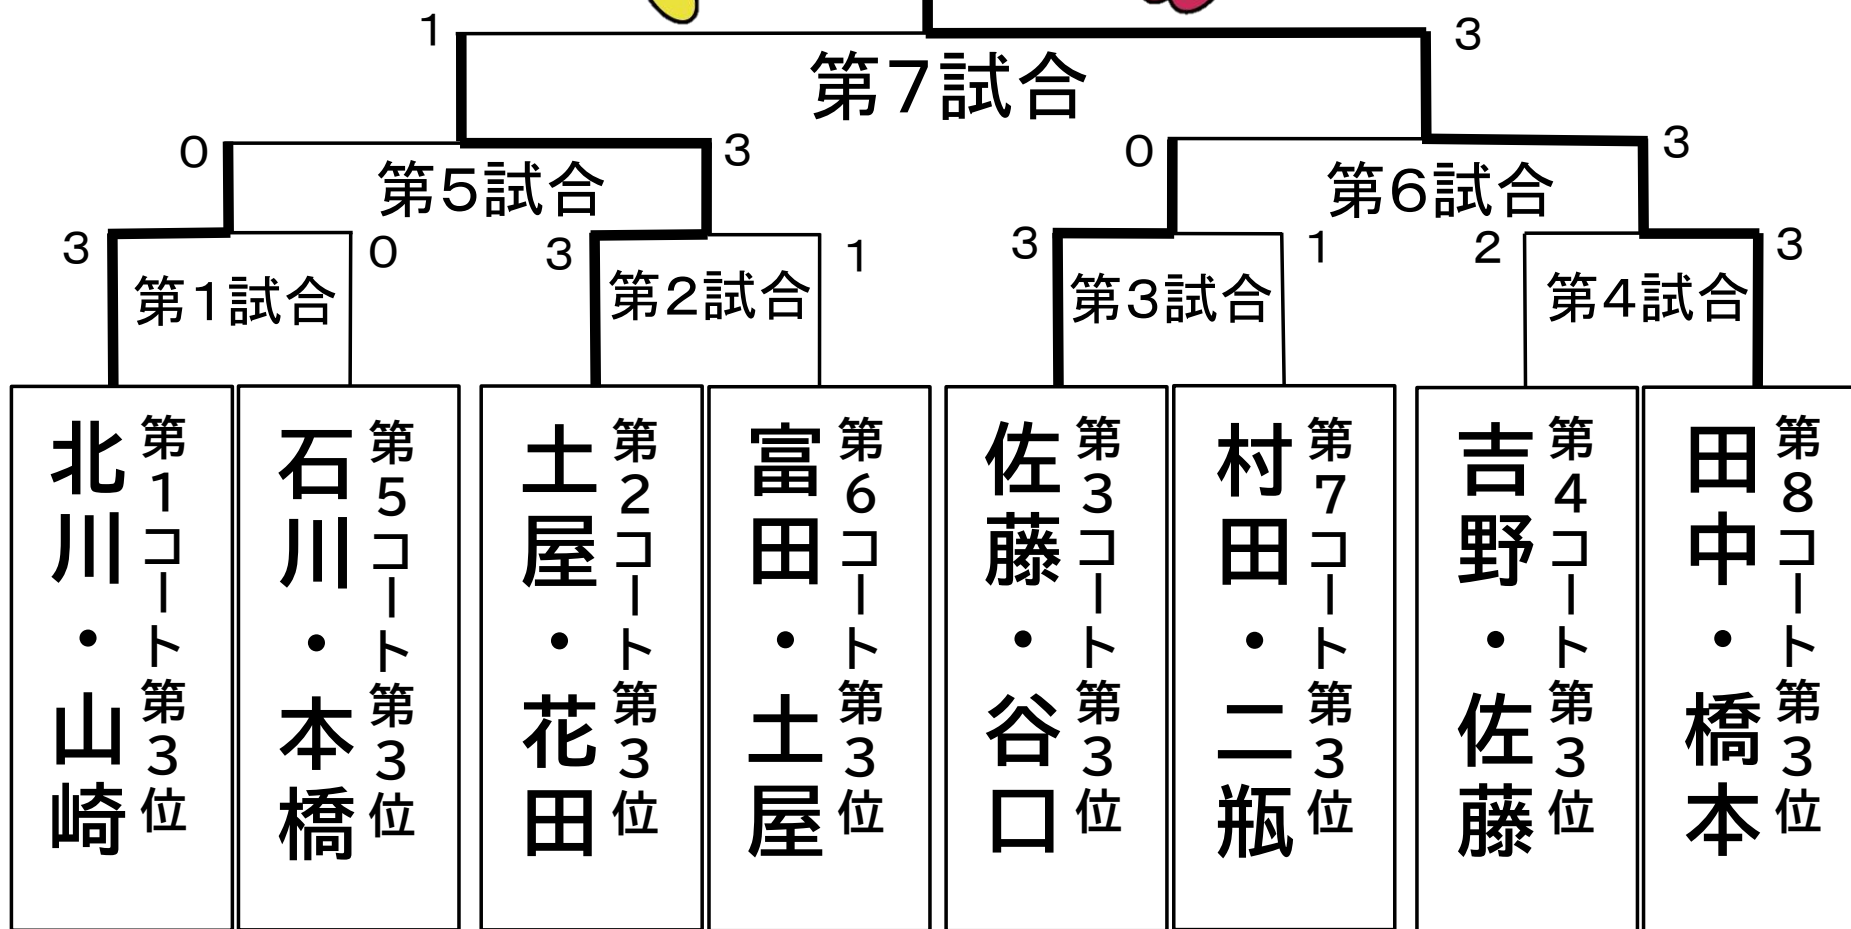 1
3
第7試合
0
3
0
3
第5試合
第6試合
3
0
3
1
3
1
2
3
第1試合
第2試合
第3試合
第4試合
第1コート第3位
北川・山崎
第5コート第3位
石川・本橋
第2コート第3位
土屋・花田
第6コート第3位
富田・土屋
第3コート第3位
佐藤・谷口
第7コート第3位
村田・二瓶
第4コート第3位
吉野・佐藤
第8コート第3位
田中・橋本